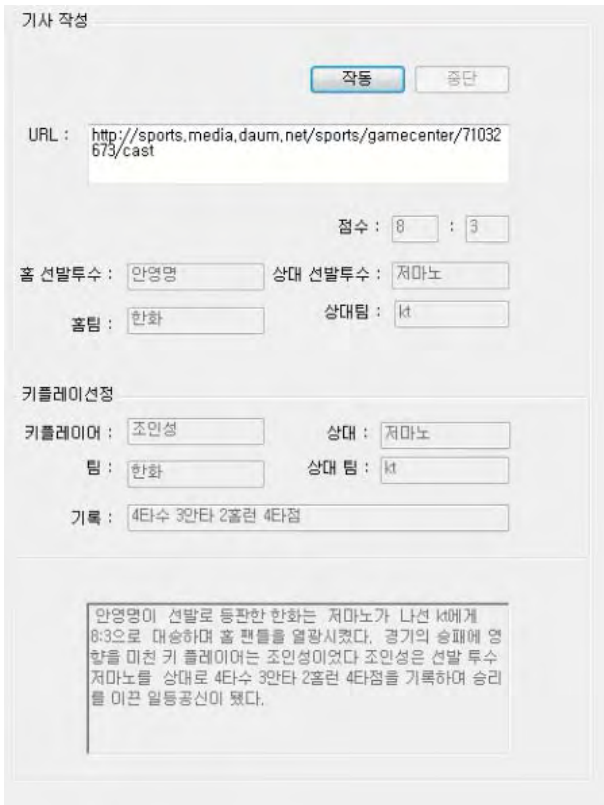 기사 작성
작동 중단
URL : http://sports.media.daum.net/sports/gamecenter/71032
673/cast
점수 : 8 : 3
홈 선발투수 : 안영명 상대 선발투수 : 저마노
홈팀 : 한화 상대팀 : kt
키플레이선정
키플레이어 : 조인성 상대 : 저마노
팀 : 한화 상대 팀 : kt
기록 : 4타수 3안타 2홈런 4타점
안영명이 선발로 등판한 한화는 저마노가 나선 kt에게
8:3으로 대승하며 홈 팬들을 열광시켰다. 경기의 승패에 영
향을 미친 키 플레이어는 조인성이었다 조인성은 선발 투수
저마노를 상대로 4타수 3안타 2홈런 4타점을 기록하며 승리
를 이끈 일등공신이 됐다.